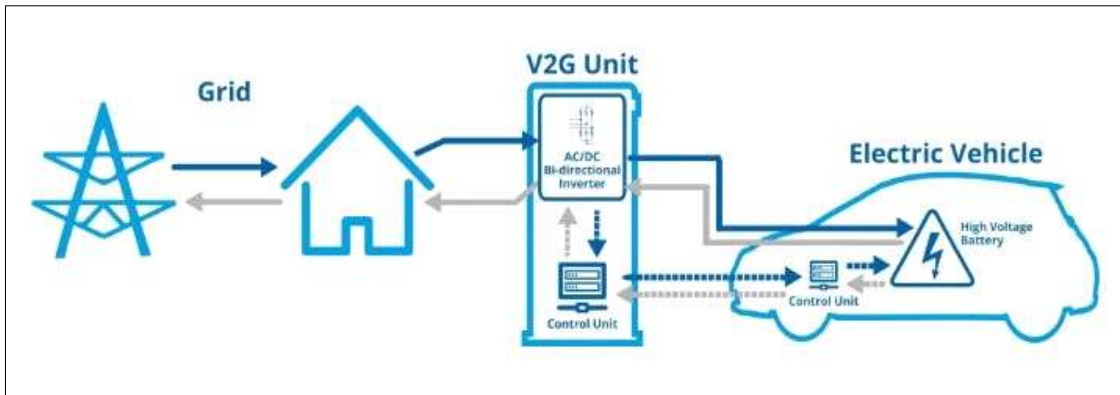 Grid
V2G Unit
AC/DC
Bi-directional
Inverter
Control Unit
Electric Vehicle
High Voltage
Battery
Control Unit